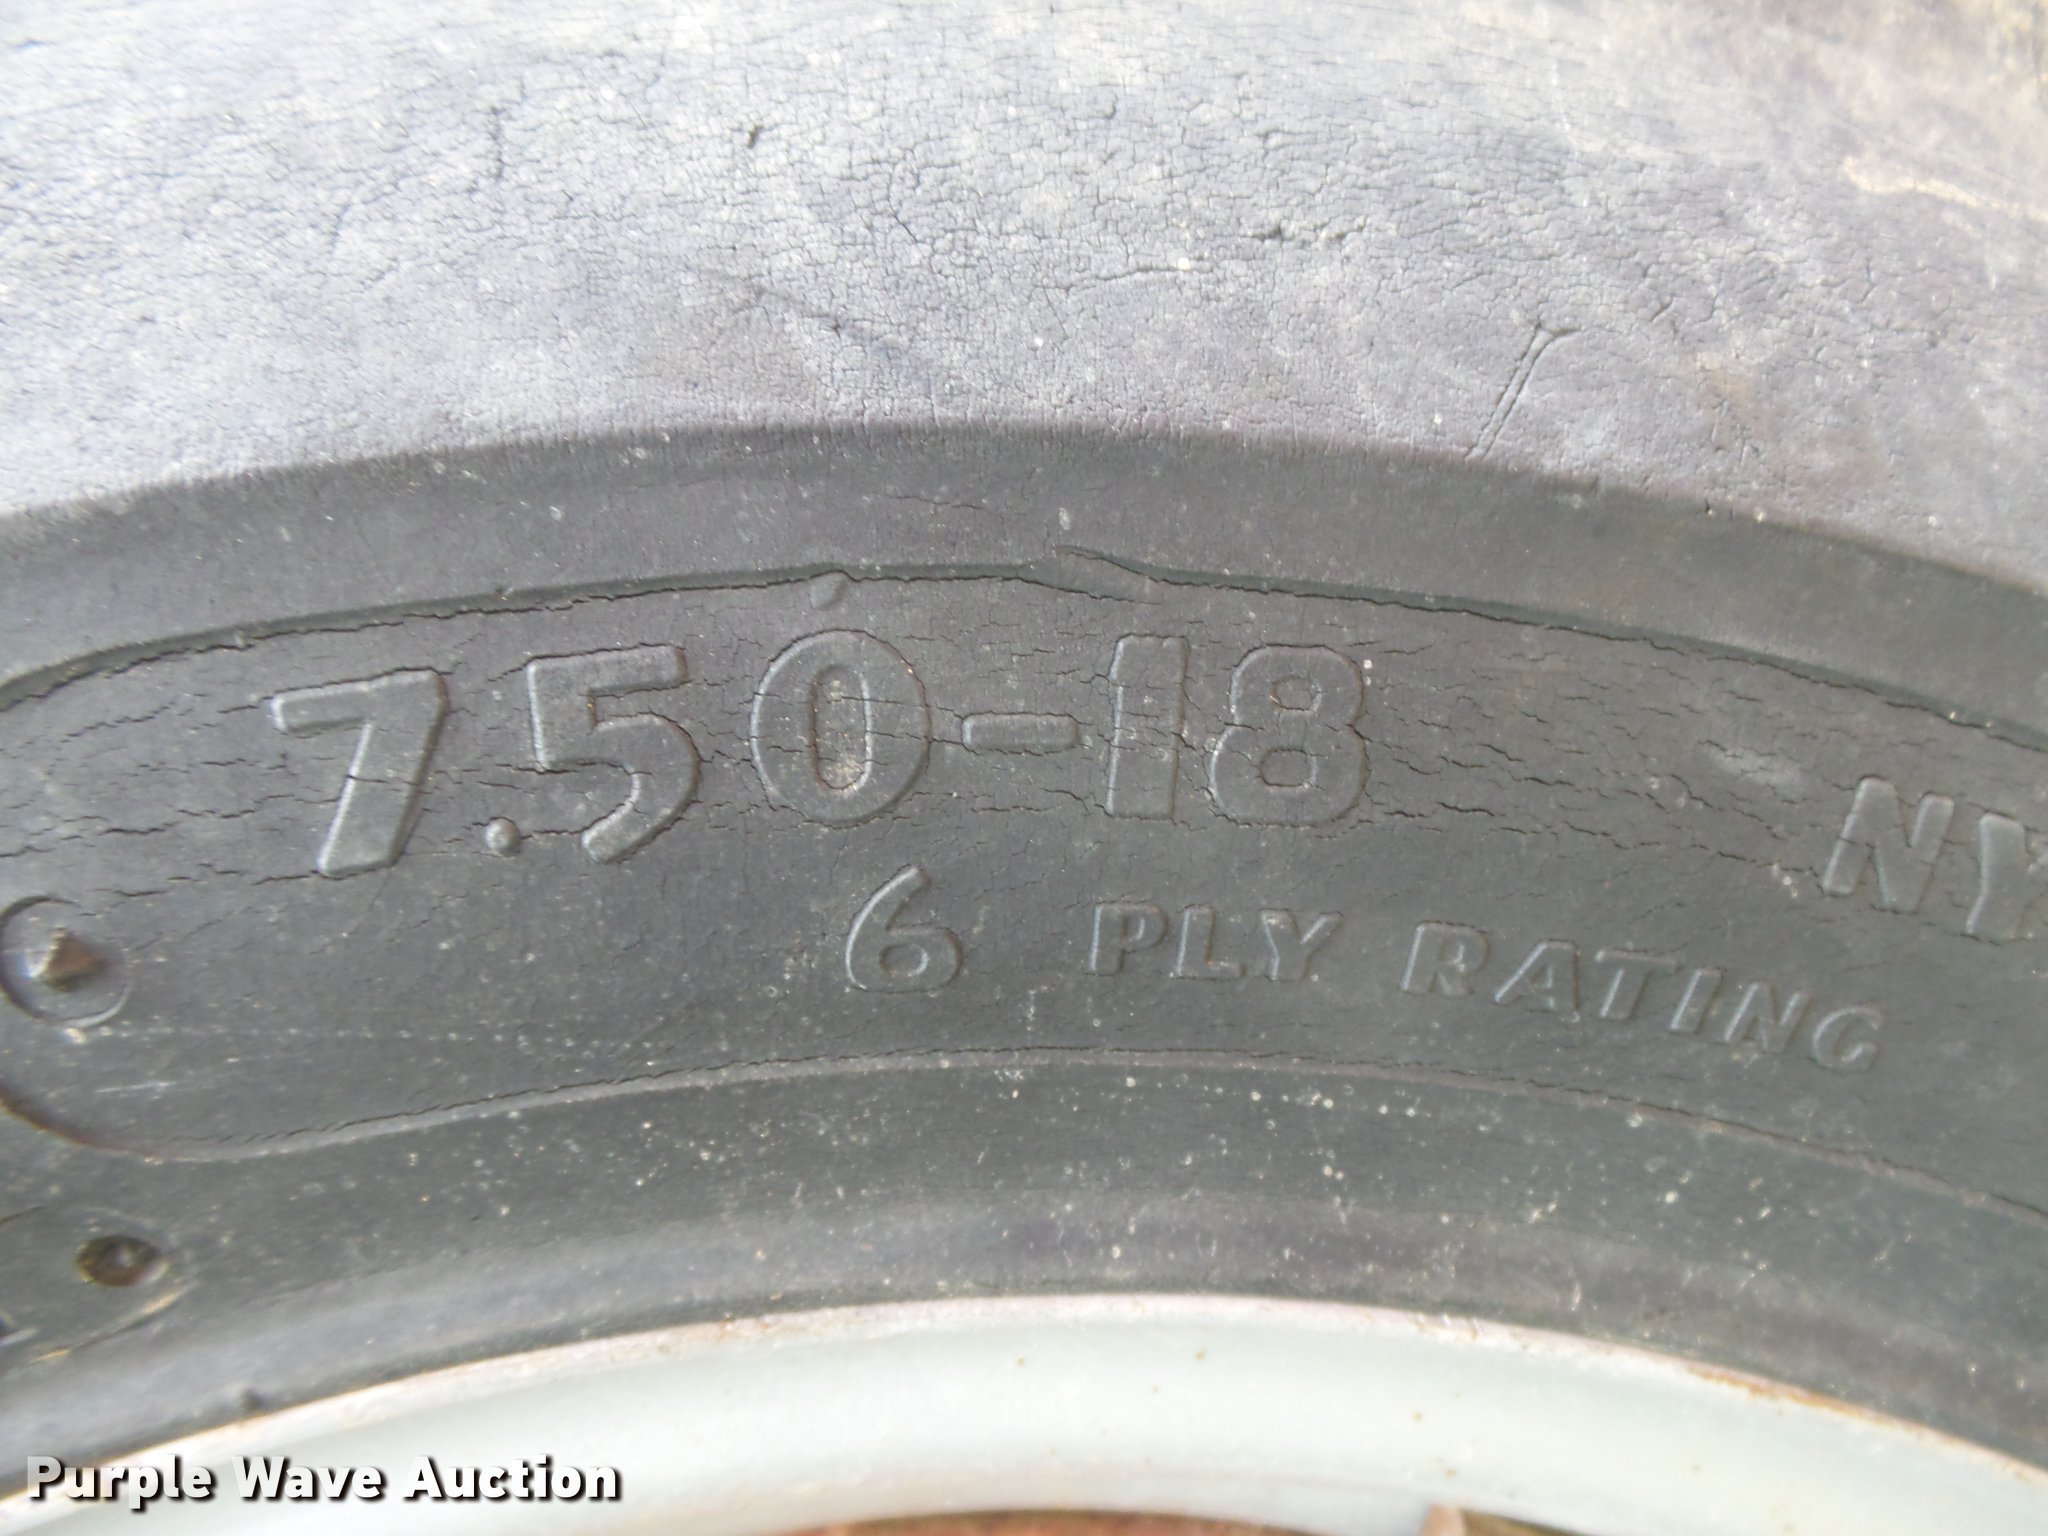 7.50-18
6 PLY RATING
Purple Wave Auction